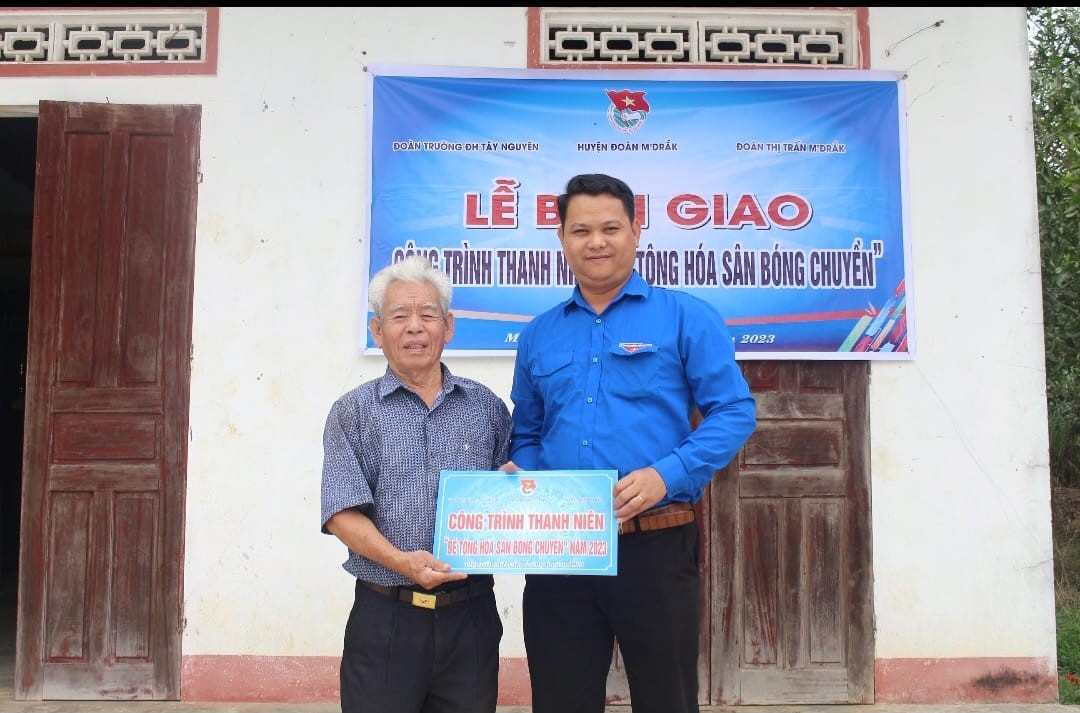 ĐOÀN TRƯỜNG ĐH TÂY NGUYÊN HUYỆN ĐOÀN M'DRẮK ĐOÀN THỊ TRẤN M'DRẮK
LỄ B GIAO
CÔNG TRÌNH THANH TÔNG HÓA SÂN BÓNG CHUYỀN"
2023
CÔNG TRÌNH THANH NIÊN
"BÊ TÔNG HÓA SÂN BÓNG CHUYỀN" NĂM 2023